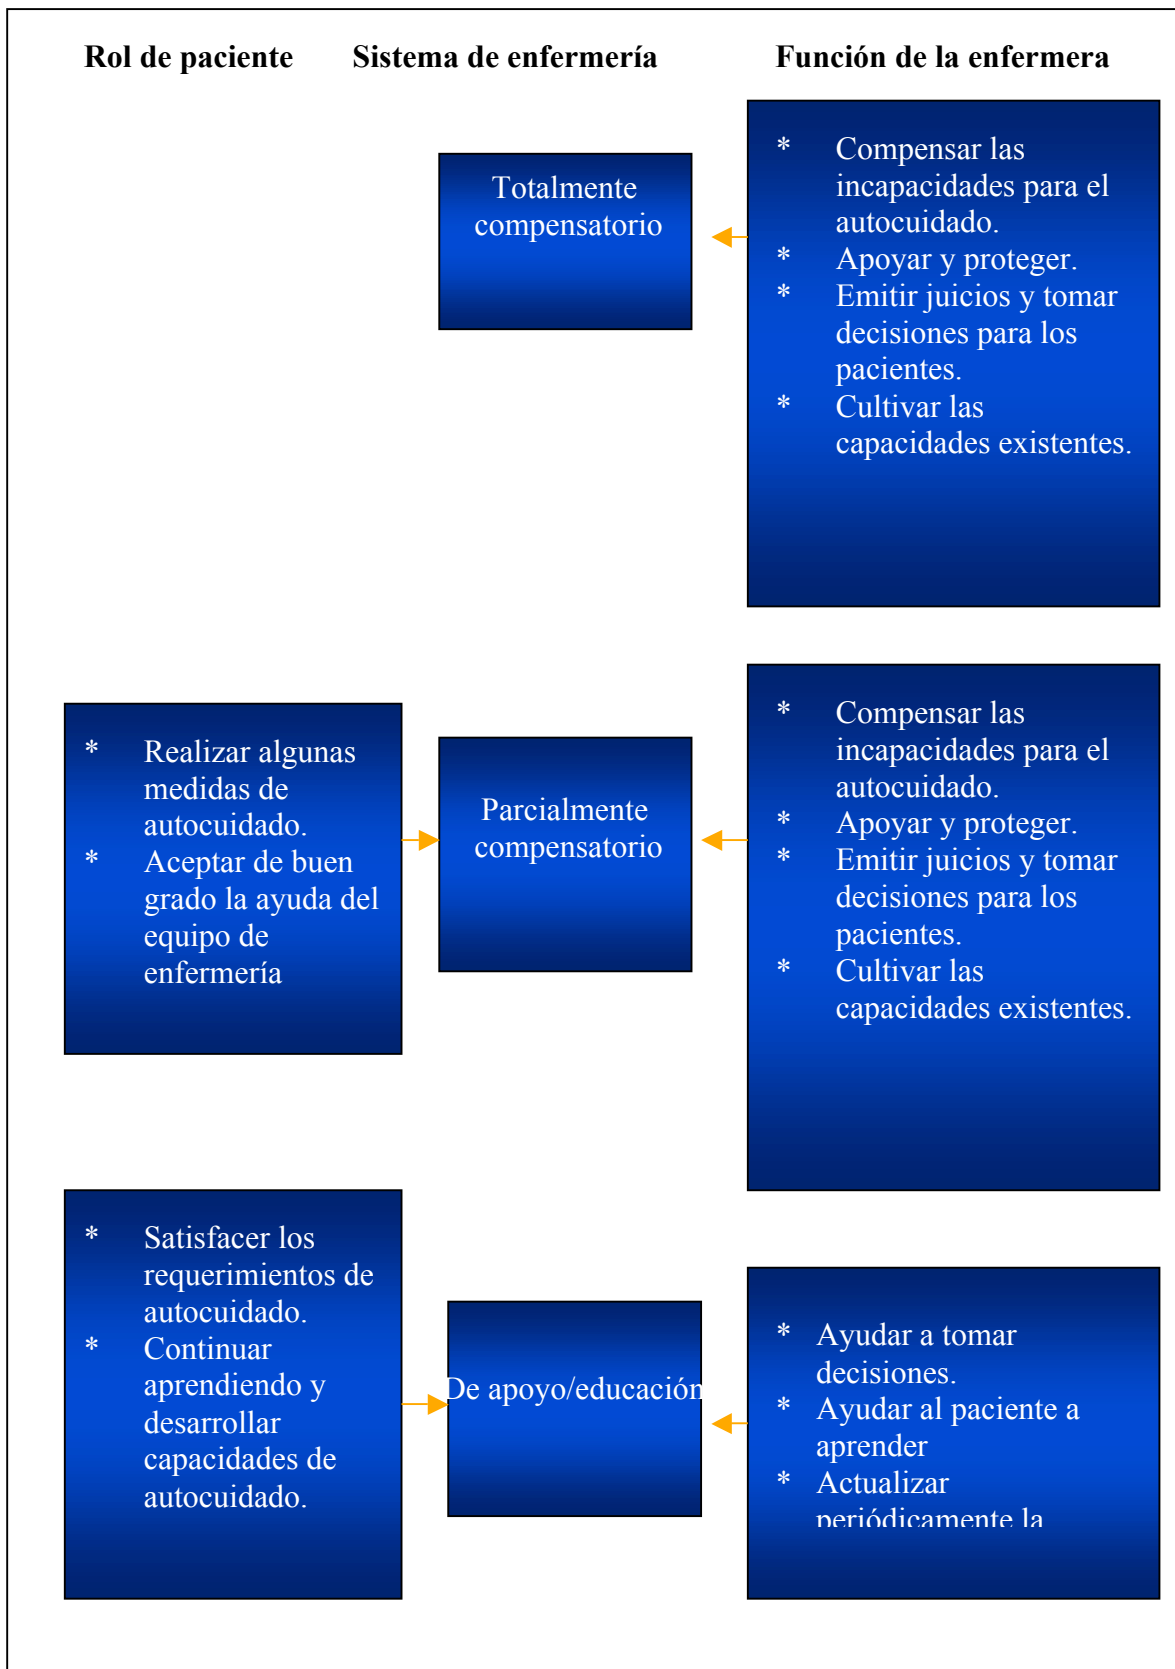 Rol de paciente Sistema de enfermería Función de la enfermera
Totalmente
compensatorio
* Compensar las
incapacidades para el
autocuidado.
* Apoyar y proteger.
* Emitir juicios y tomar
decisiones para los
pacientes.
* Cultivar las
capacidades existentes.
* Realizar algunas
medidas de
autocuidado.
* Aceptar de buen
grado la ayuda del
equipo de
enfermería
Parcialmente
compensatorio
* Compensar las
incapacidades para el
autocuidado.
* Apoyar y proteger.
* Emitir juicios y tomar
decisiones para los
pacientes.
* Cultivar las
capacidades existentes.
* Satisfacer los
requerimientos de
autocuidado.
* Continuar
aprendiendo y
desarrollar
capacidades de
autocuidado.
De apoyo/educación
* Ayudar a tomar
decisiones.
* Ayudar al paciente a
aprender
* Actualizar
periódicamente la